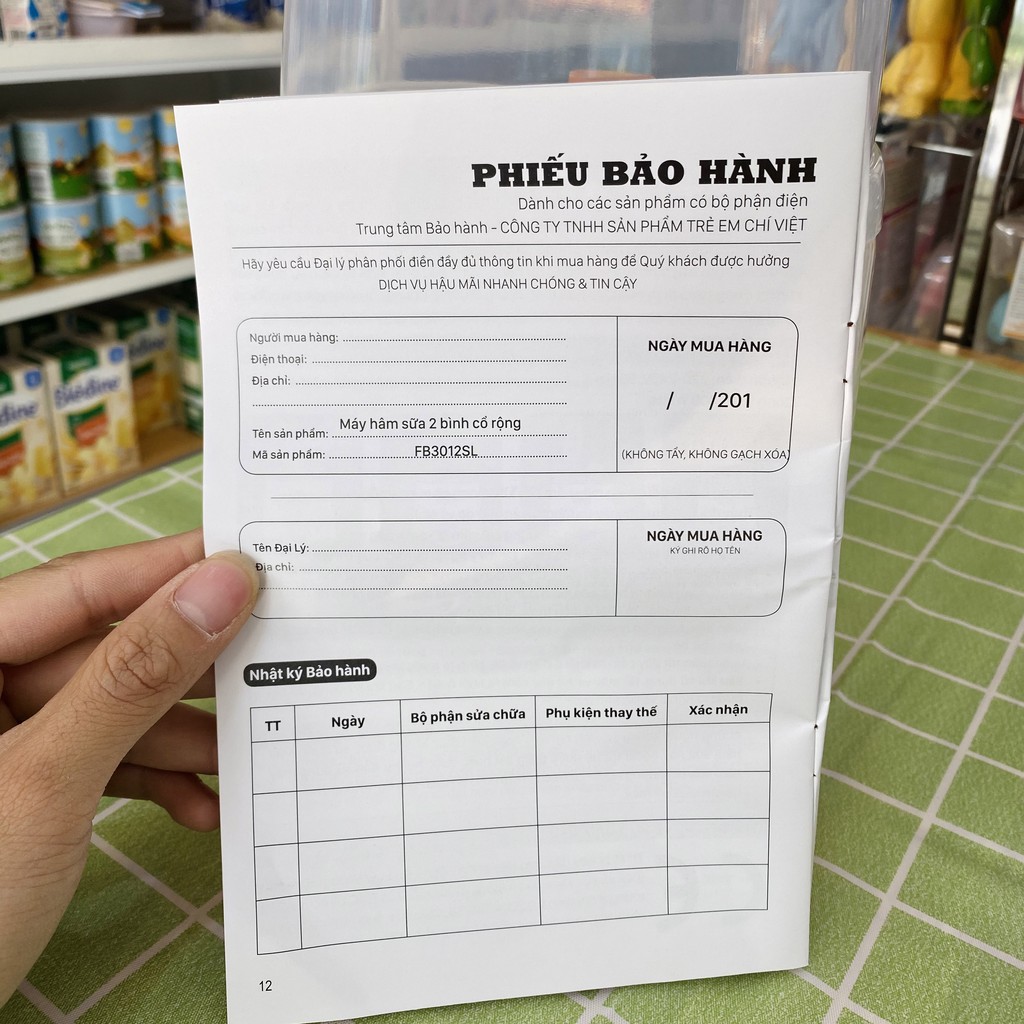 PHIẾU BẢO HÀNH
Dành cho các sản phẩm có bộ phận điện
Trung tâm Bảo hành - CÔNG TY TNHH SẢN PHẨM TRẺ EM CHÍ VIỆT
Hãy yêu cầu Đại lý phân phối điền đầy đủ thông tin khi mua hàng để Quý khách được hưởng
DỊCH VỤ HẬU MÃI NHANH CHÓNG & TIN CẬY
Người mua hàng:
Điện thoại:
Địa chỉ:
Tên sản phẩm: Máy hâm sữa 2 bình cổ rộng
Mã sản phẩm: FB3012SL
NGÀY MUA HÀNG
/ /201
(KHÔNG TẨY, KHÔNG GẠCH XÓA)
Tên Đại Lý:
Địa chỉ:
NGÀY MUA HÀNG
KÝ GHI RÕ HỌ TÊN
Nhật ký Bảo hành
TT Ngày Bộ phận sửa chữa Phụ kiện thay thế Xác nhận
12
Blédine